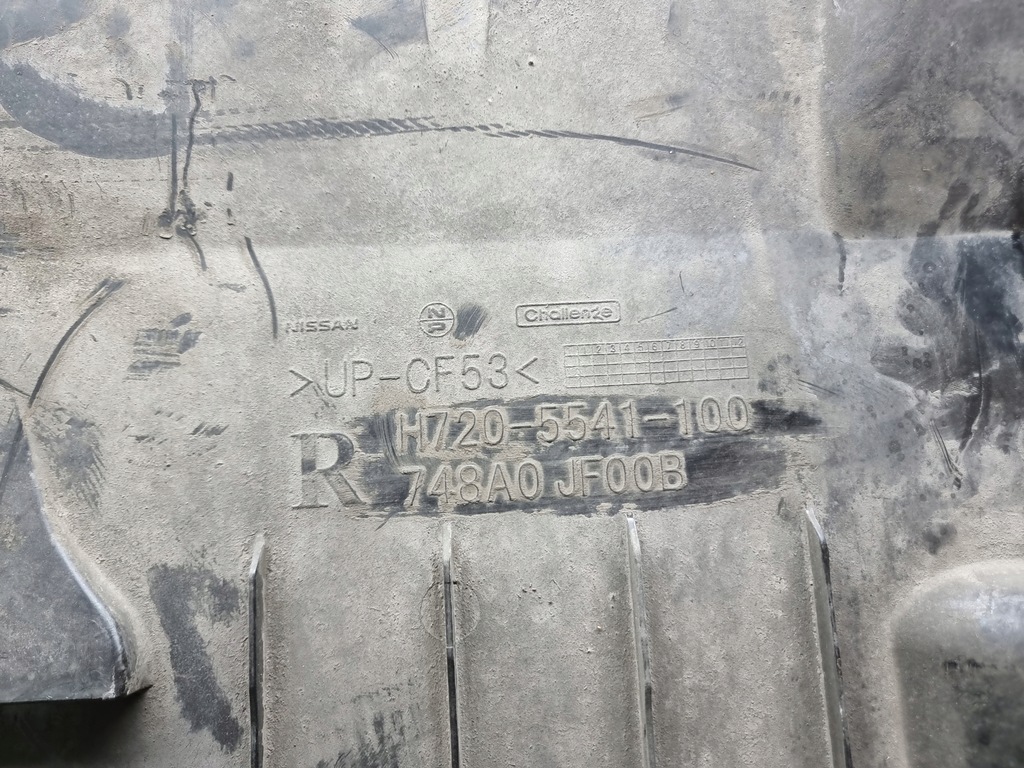 NISSAN NP Challenge
>UP-CF53<
1 2 3 4 5 6 7 8 9 10 11 12
H720-5541-100
R
748A0 JF00B